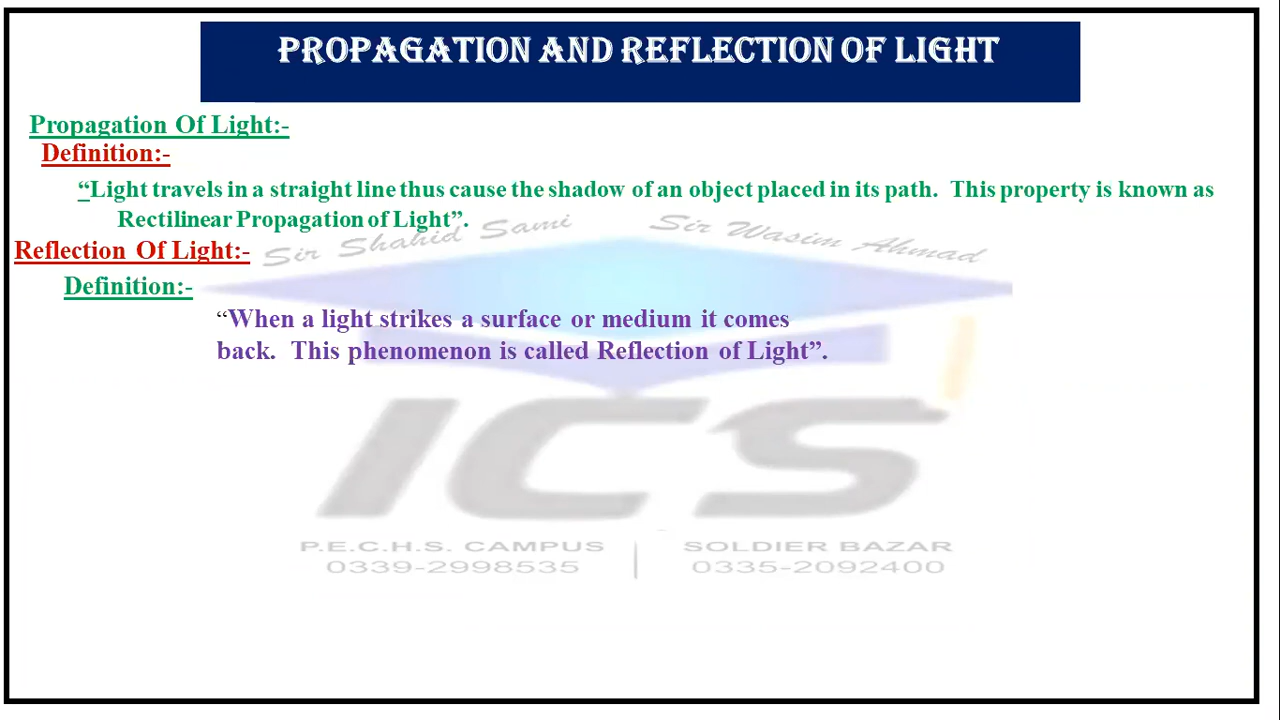 PROPAGATION AND REFLECTION OF LIGHT
Propagation Of Light:-
Definition:-
“Light travels in a straight line thus cause the shadow of an object placed in its path. This property is known as
Rectilinear Propagation of Light”.
Sir Shahid Sami Sir Wasim Ahmad
Reflection Of Light:-
Definition:-
“When a light strikes a surface or medium it comes
back. This phenomenon is called Reflection of Light”.
ICS
P.E.C.H.S. CAMPUS | SOLDIER BAZAR
0339-2998535 | 0335-2092400